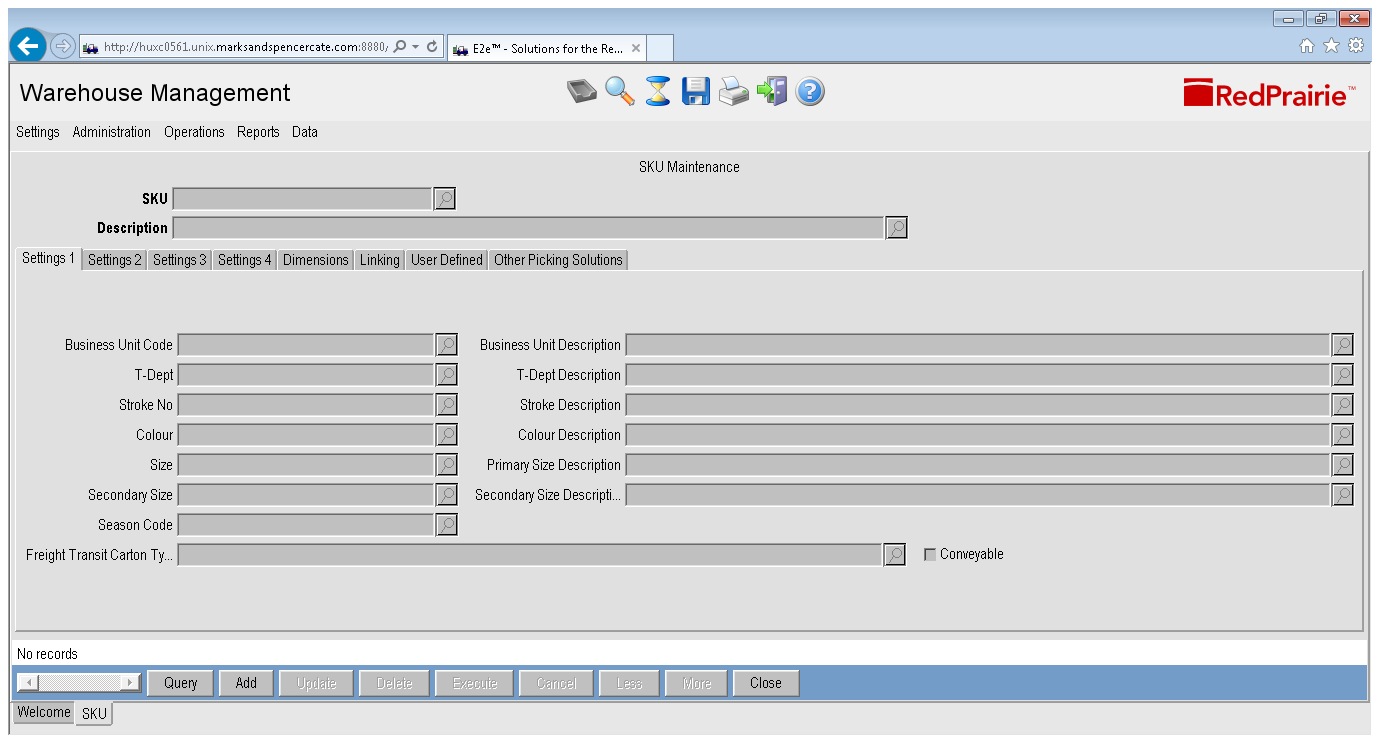 http://huxc0561.unix.marksandspencercate.com:8880/
E2e™ - Solutions for the Re...
Warehouse Management
RedPrairie™
Settings Administration Operations Reports Data
SKU Maintenance
SKU
Description
Settings 1 Settings 2 Settings 3 Settings 4 Dimensions Linking User Defined Other Picking Solutions
Business Unit Code Business Unit Description
T-Dept T-Dept Description
Stroke No Stroke Description
Colour Colour Description
Size Primary Size Description
Secondary Size Secondary Size Descripti...
Season Code
Freight Transit Carton Ty... Conveyable
No records
Query Add Update Delete Execute Cancel Less More Close
Welcome SKU